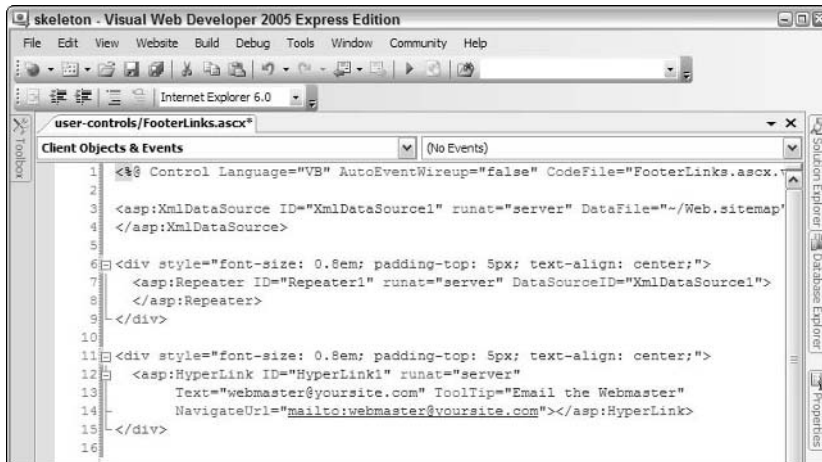 skeleton - Visual Web Developer 2005 Express Edition
File Edit View Website Build Debug Tools Window Community Help
Internet Explorer 6.0
Toolbox
user-controls/FooterLinks.ascx*
Client Objects & Events (No Events)
1 <%@ Control Language="VB" AutoEventWireup="false" CodeFile="FooterLinks.ascx.
2
3 <asp:XmlDataSource ID="XmlDataSource1" runat="server" DataFile="~/Web.sitemap"
4 </asp:XmlDataSource>
5
6 <div style="font-size: 0.8em; padding-top: 5px; text-align: center;">
7 <asp:Repeater ID="Repeater1" runat="server" DataSourceID="XmlDataSource1">
8 </asp:Repeater>
9 </div>
10
11 <div style="font-size: 0.8em; padding-top: 5px; text-align: center;">
12 <asp:HyperLink ID="HyperLink1" runat="server"
13 Text="webmaster@yoursite.com" ToolTip="Email the Webmaster"
14 NavigateUrl="mailto:webmaster@yoursite.com"></asp:HyperLink>
15 </div>
16
Solution Explorer
Database Explorer
Properties